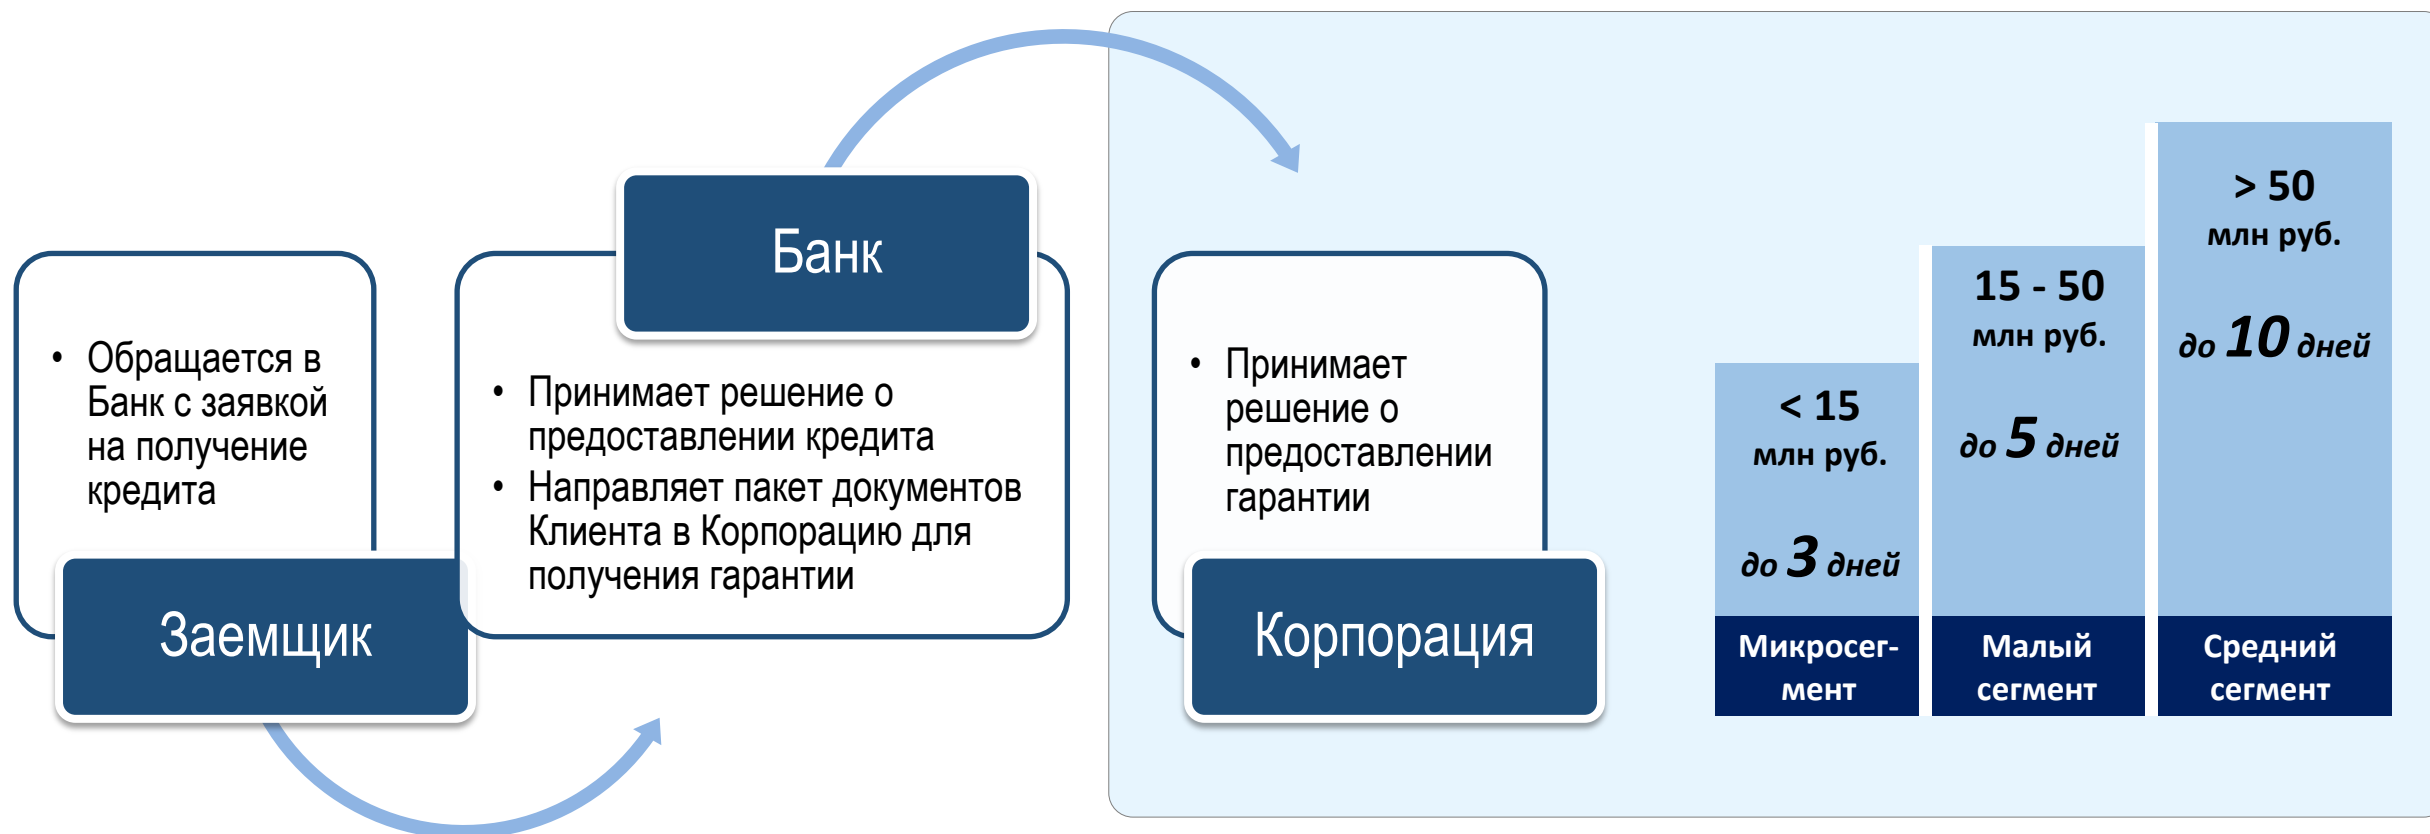 • Обращается в
Банк с заявкой
на получение
кредита
Заемщик
Банк
• Принимает решение о
предоставлении кредита
• Направляет пакет документов
Клиента в Корпорацию для
получения гарантии
• Принимает
решение о
предоставлении
гарантии
Корпорация
< 15
млн руб.
до 3 дней
Микросег-
мент
15 - 50
млн руб.
до 5 дней
Малый
сегмент
> 50
млн руб.
до 10 дней
Средний
сегмент